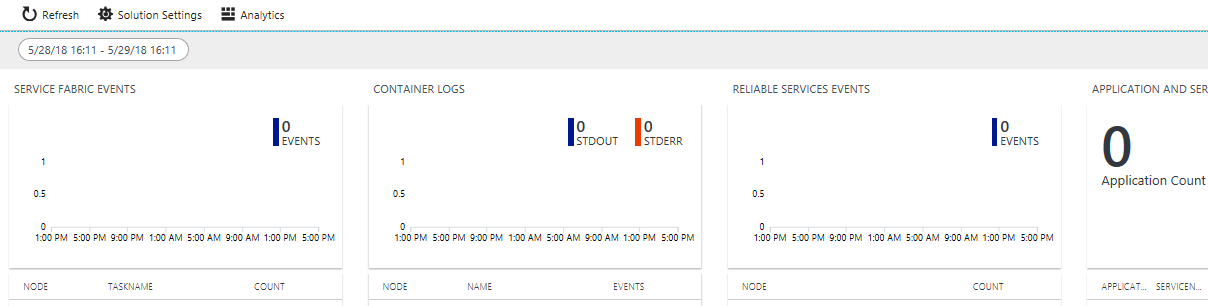 Refresh Solution Settings Analytics
5/28/18 16:11 - 5/29/18 16:11
SERVICE FABRIC EVENTS
0
EVENTS
1
0.5
0
1:00 PM 5:00 PM 9:00 PM 1:00 AM 5:00 AM 9:00 AM 1:00 PM 5:00 PM
NODE TASKNAME COUNT
CONTAINER LOGS
0 0
STDOUT STDERR
1
0.5
0
1:00 PM 5:00 PM 9:00 PM 1:00 AM 5:00 AM 9:00 AM 1:00 PM 5:00 PM
NODE NAME EVENTS
RELIABLE SERVICES EVENTS
0
EVENTS
1
0.5
0
1:00 PM 5:00 PM 9:00 PM 1:00 AM 5:00 AM 9:00 AM 1:00 PM 5:00 PM
NODE COUNT
APPLICATION AND SER
0
Application Count
APPLICAT... SERVICEN...